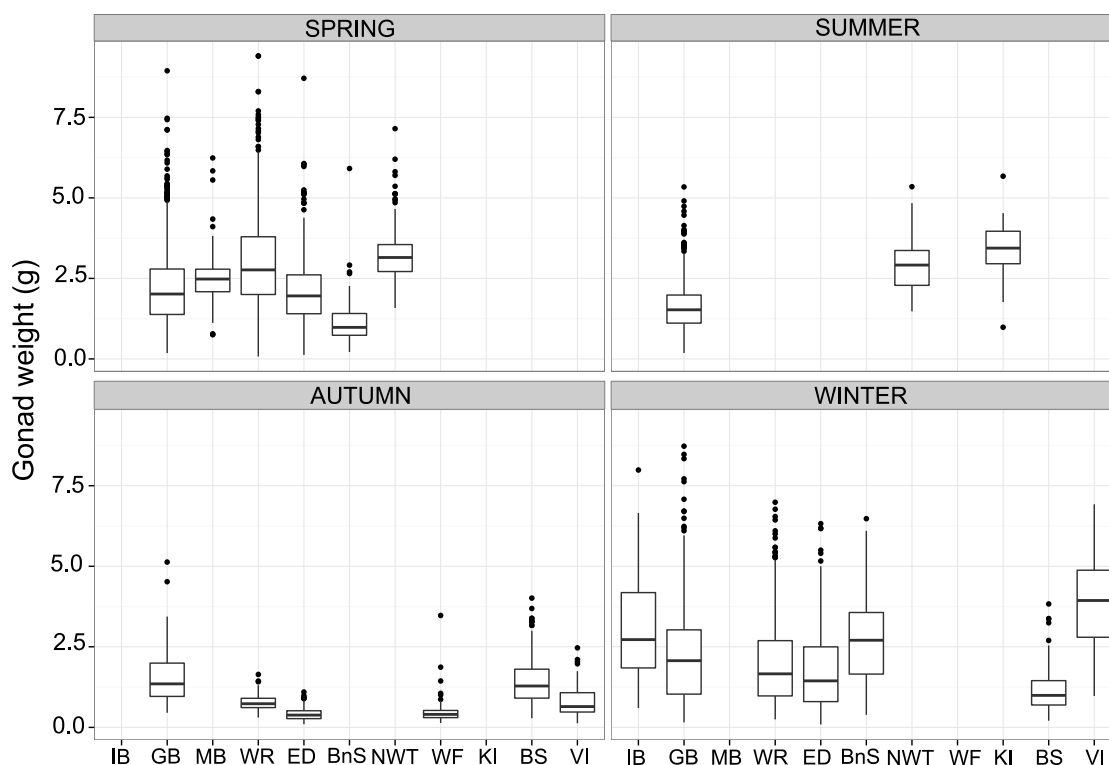 SPRING SUMMER
7.5
5.0
2.5
0.0
Gonad weight (g)
AUTUMN WINTER
7.5
5.0
2.5
0.0
IB GB MB WR ED BnS NWT WF KI BS VI IB GB MB WR ED BnS NWT WF KI BS VI